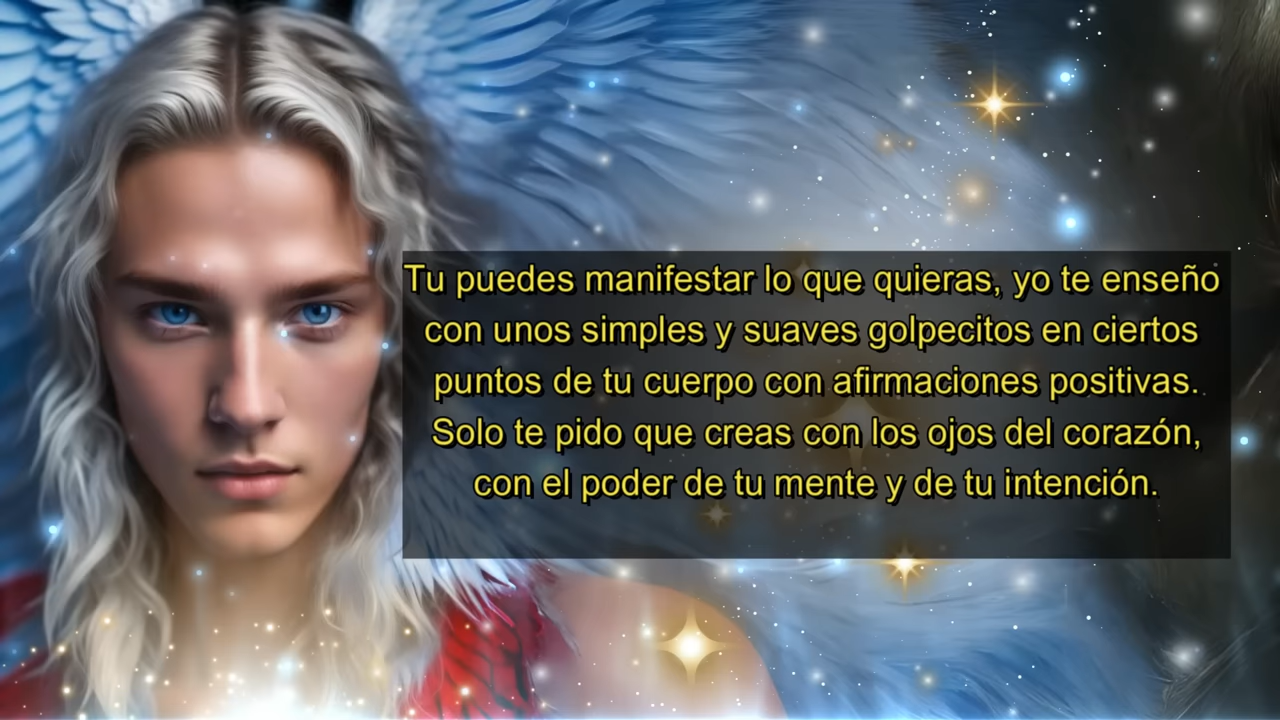 Tu puedes manifestar lo que quieras, yo te enseño
con unos simples y suaves golpecitos en ciertos
puntos de tu cuerpo con afirmaciones positivas.
Solo te pido que creas con los ojos del corazón,
con el poder de tu mente y de tu intención.